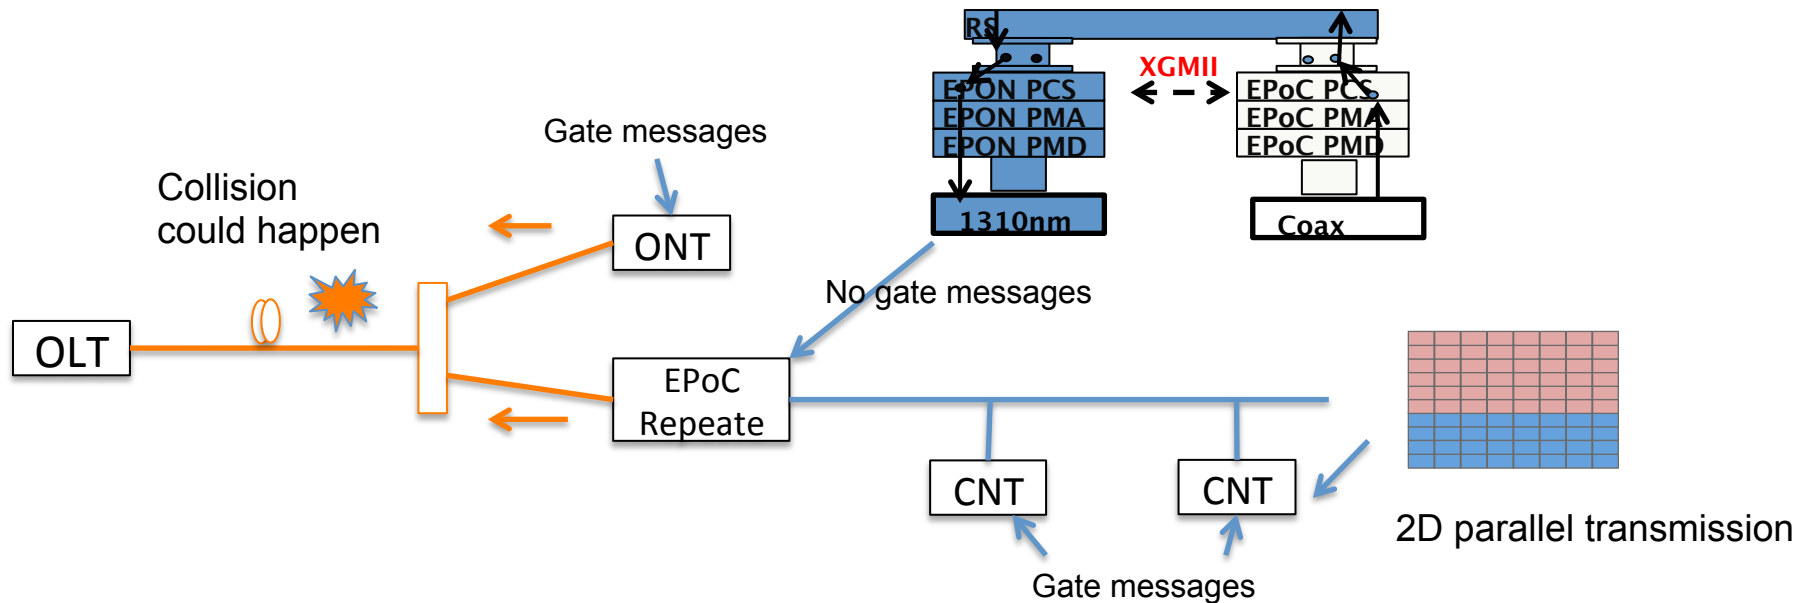 RS
XGMII
EPON PCS
EPON PMA
EPON PMD
1310nm
EPoC PCS
EPoC PMA
EPoC PMD
Coax
Gate messages
Collision
could happen
ONT
No gate messages
OLT
EPoC
Repeate
CNT
CNT
2D parallel transmission
Gate messages